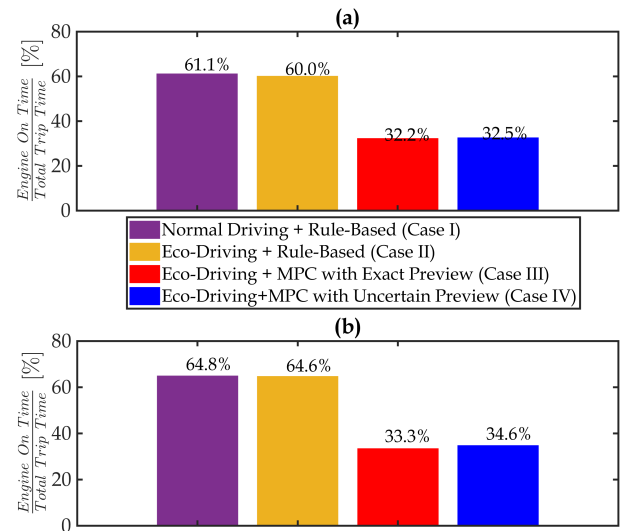 (a)
Engine On Time
Total Trip Time
[%]
80
60
40
20
0
61.1%
60.0%
32.2%
32.5%
Normal Driving + Rule-Based (Case I)
Eco-Driving + Rule-Based (Case II)
Eco-Driving + MPC with Exact Preview (Case III)
Eco-Driving+MPC with Uncertain Preview (Case IV)
(b)
Engine On Time
Total Trip Time
[%]
80
60
40
20
0
64.8%
64.6%
33.3%
34.6%